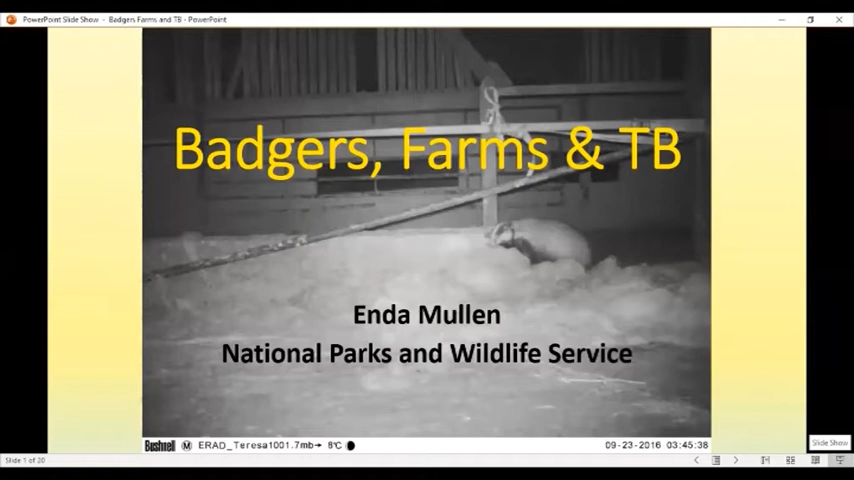 PowerPoint Slide Show - Badgers Farms and TB - PowerPoint
Badgers, Farms & TB
Enda Mullen
National Parks and Wildlife Service
Bushnell M ERAD_Teresa1001.7mb→ 8°C 09-23-2016 03:45:38
Slide Show
Slide 1 of 20